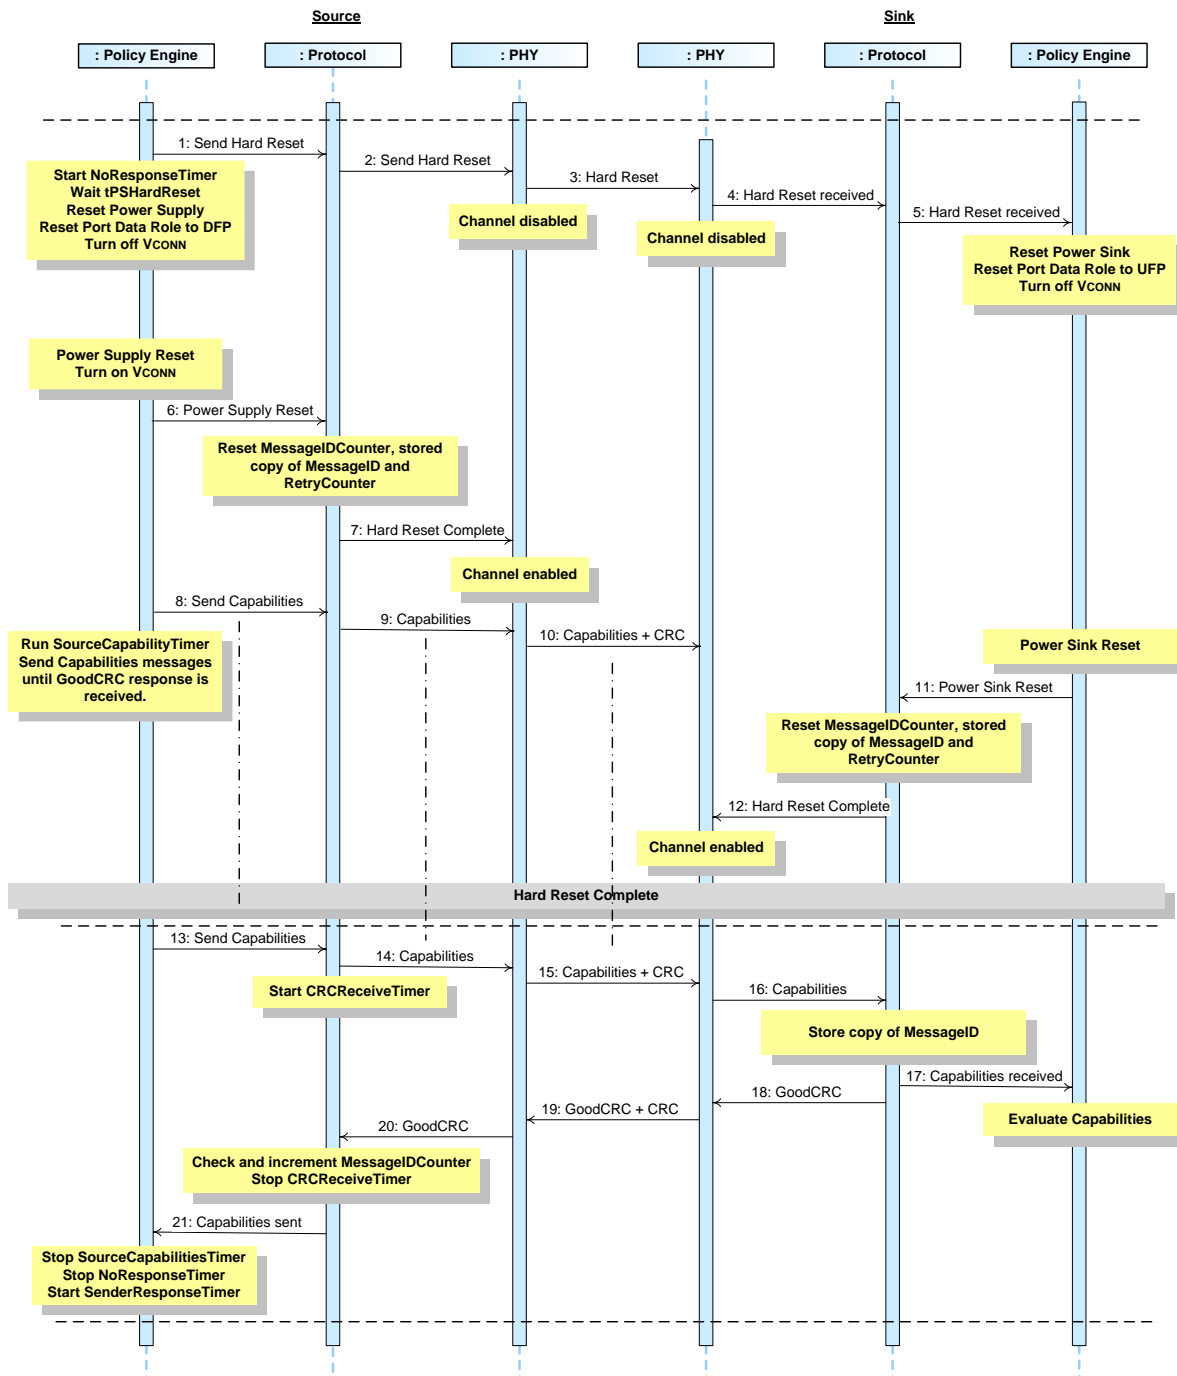 Source
Sink
: Policy Engine
: Protocol
: PHY
: PHY
: Protocol
: Policy Engine
1: Send Hard Reset
2: Send Hard Reset
3: Hard Reset
4: Hard Reset received
5: Hard Reset received
Start NoResponseTimer
Wait tPSHardReset
Reset Power Supply
Reset Port Data Role to DFP
Turn off VCONN
Channel disabled
Channel disabled
Reset Power Sink
Reset Port Data Role to UFP
Turn off VCONN
Power Supply Reset
Turn on VCONN
6: Power Supply Reset
Reset MessageIDCounter, stored
copy of MessageID and
RetryCounter
7: Hard Reset Complete
Channel enabled
8: Send Capabilities
9: Capabilities
10: Capabilities + CRC
Run SourceCapabilityTimer
Send Capabilities messages
until GoodCRC response is
received.
Power Sink Reset
11: Power Sink Reset
Reset MessageIDCounter, stored
copy of MessageID and
RetryCounter
12: Hard Reset Complete
Channel enabled
Hard Reset Complete
13: Send Capabilities
14: Capabilities
15: Capabilities + CRC
16: Capabilities
Start CRCReceiveTimer
Store copy of MessageID
17: Capabilities received
18: GoodCRC
19: GoodCRC + CRC
20: GoodCRC
Evaluate Capabilities
Check and increment MessageIDCounter
Stop CRCReceiveTimer
21: Capabilities sent
Stop SourceCapabilitiesTimer
Stop NoResponseTimer
Start SenderResponseTimer